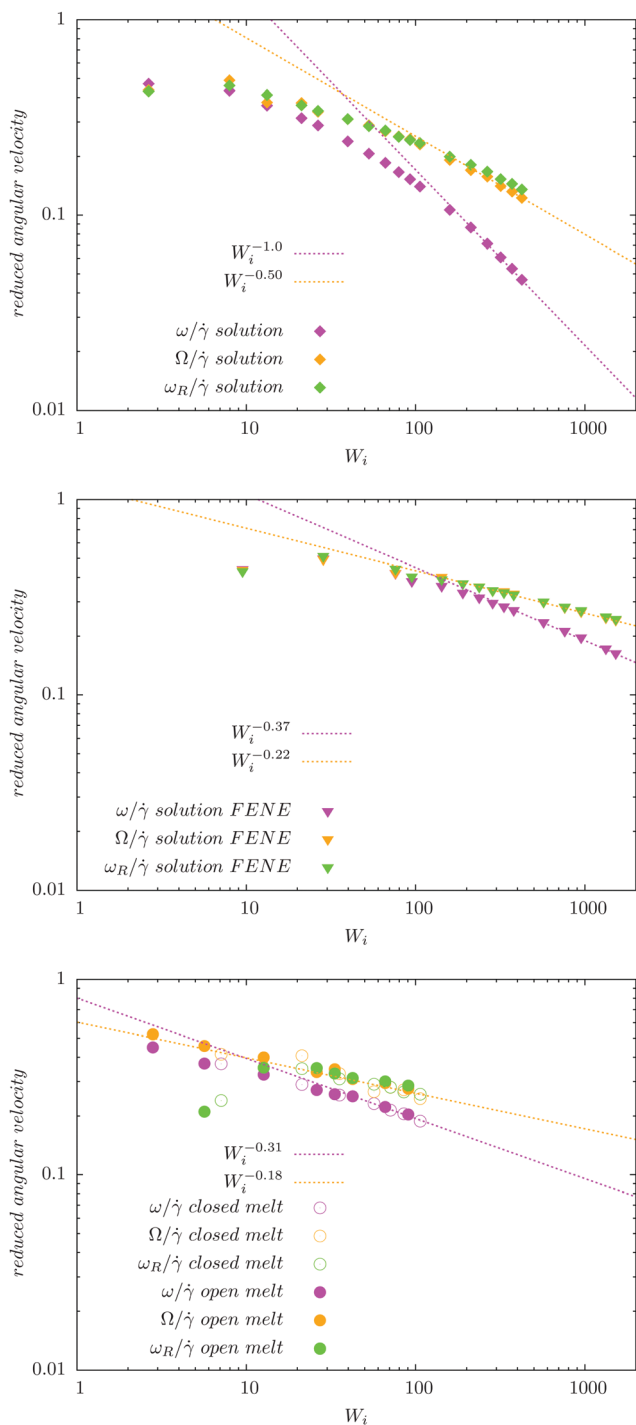 1
0.1
0.01
reduced angular velocity
W_i^{-1.0}
W_i^{-0.50}
ω/γ̇ solution
Ω/γ̇ solution
ω_R/γ̇ solution
1 10 100 1000
W_i
1
0.1
0.01
reduced angular velocity
W_i^{-0.37}
W_i^{-0.22}
ω/γ̇ solution FENE
Ω/γ̇ solution FENE
ω_R/γ̇ solution FENE
1 10 100 1000
W_i
1
0.1
0.01
reduced angular velocity
W_i^{-0.31}
W_i^{-0.18}
ω/γ̇ closed melt
Ω/γ̇ closed melt
ω_R/γ̇ closed melt
ω/γ̇ open melt
Ω/γ̇ open melt
ω_R/γ̇ open melt
1 10 100 1000
W_i